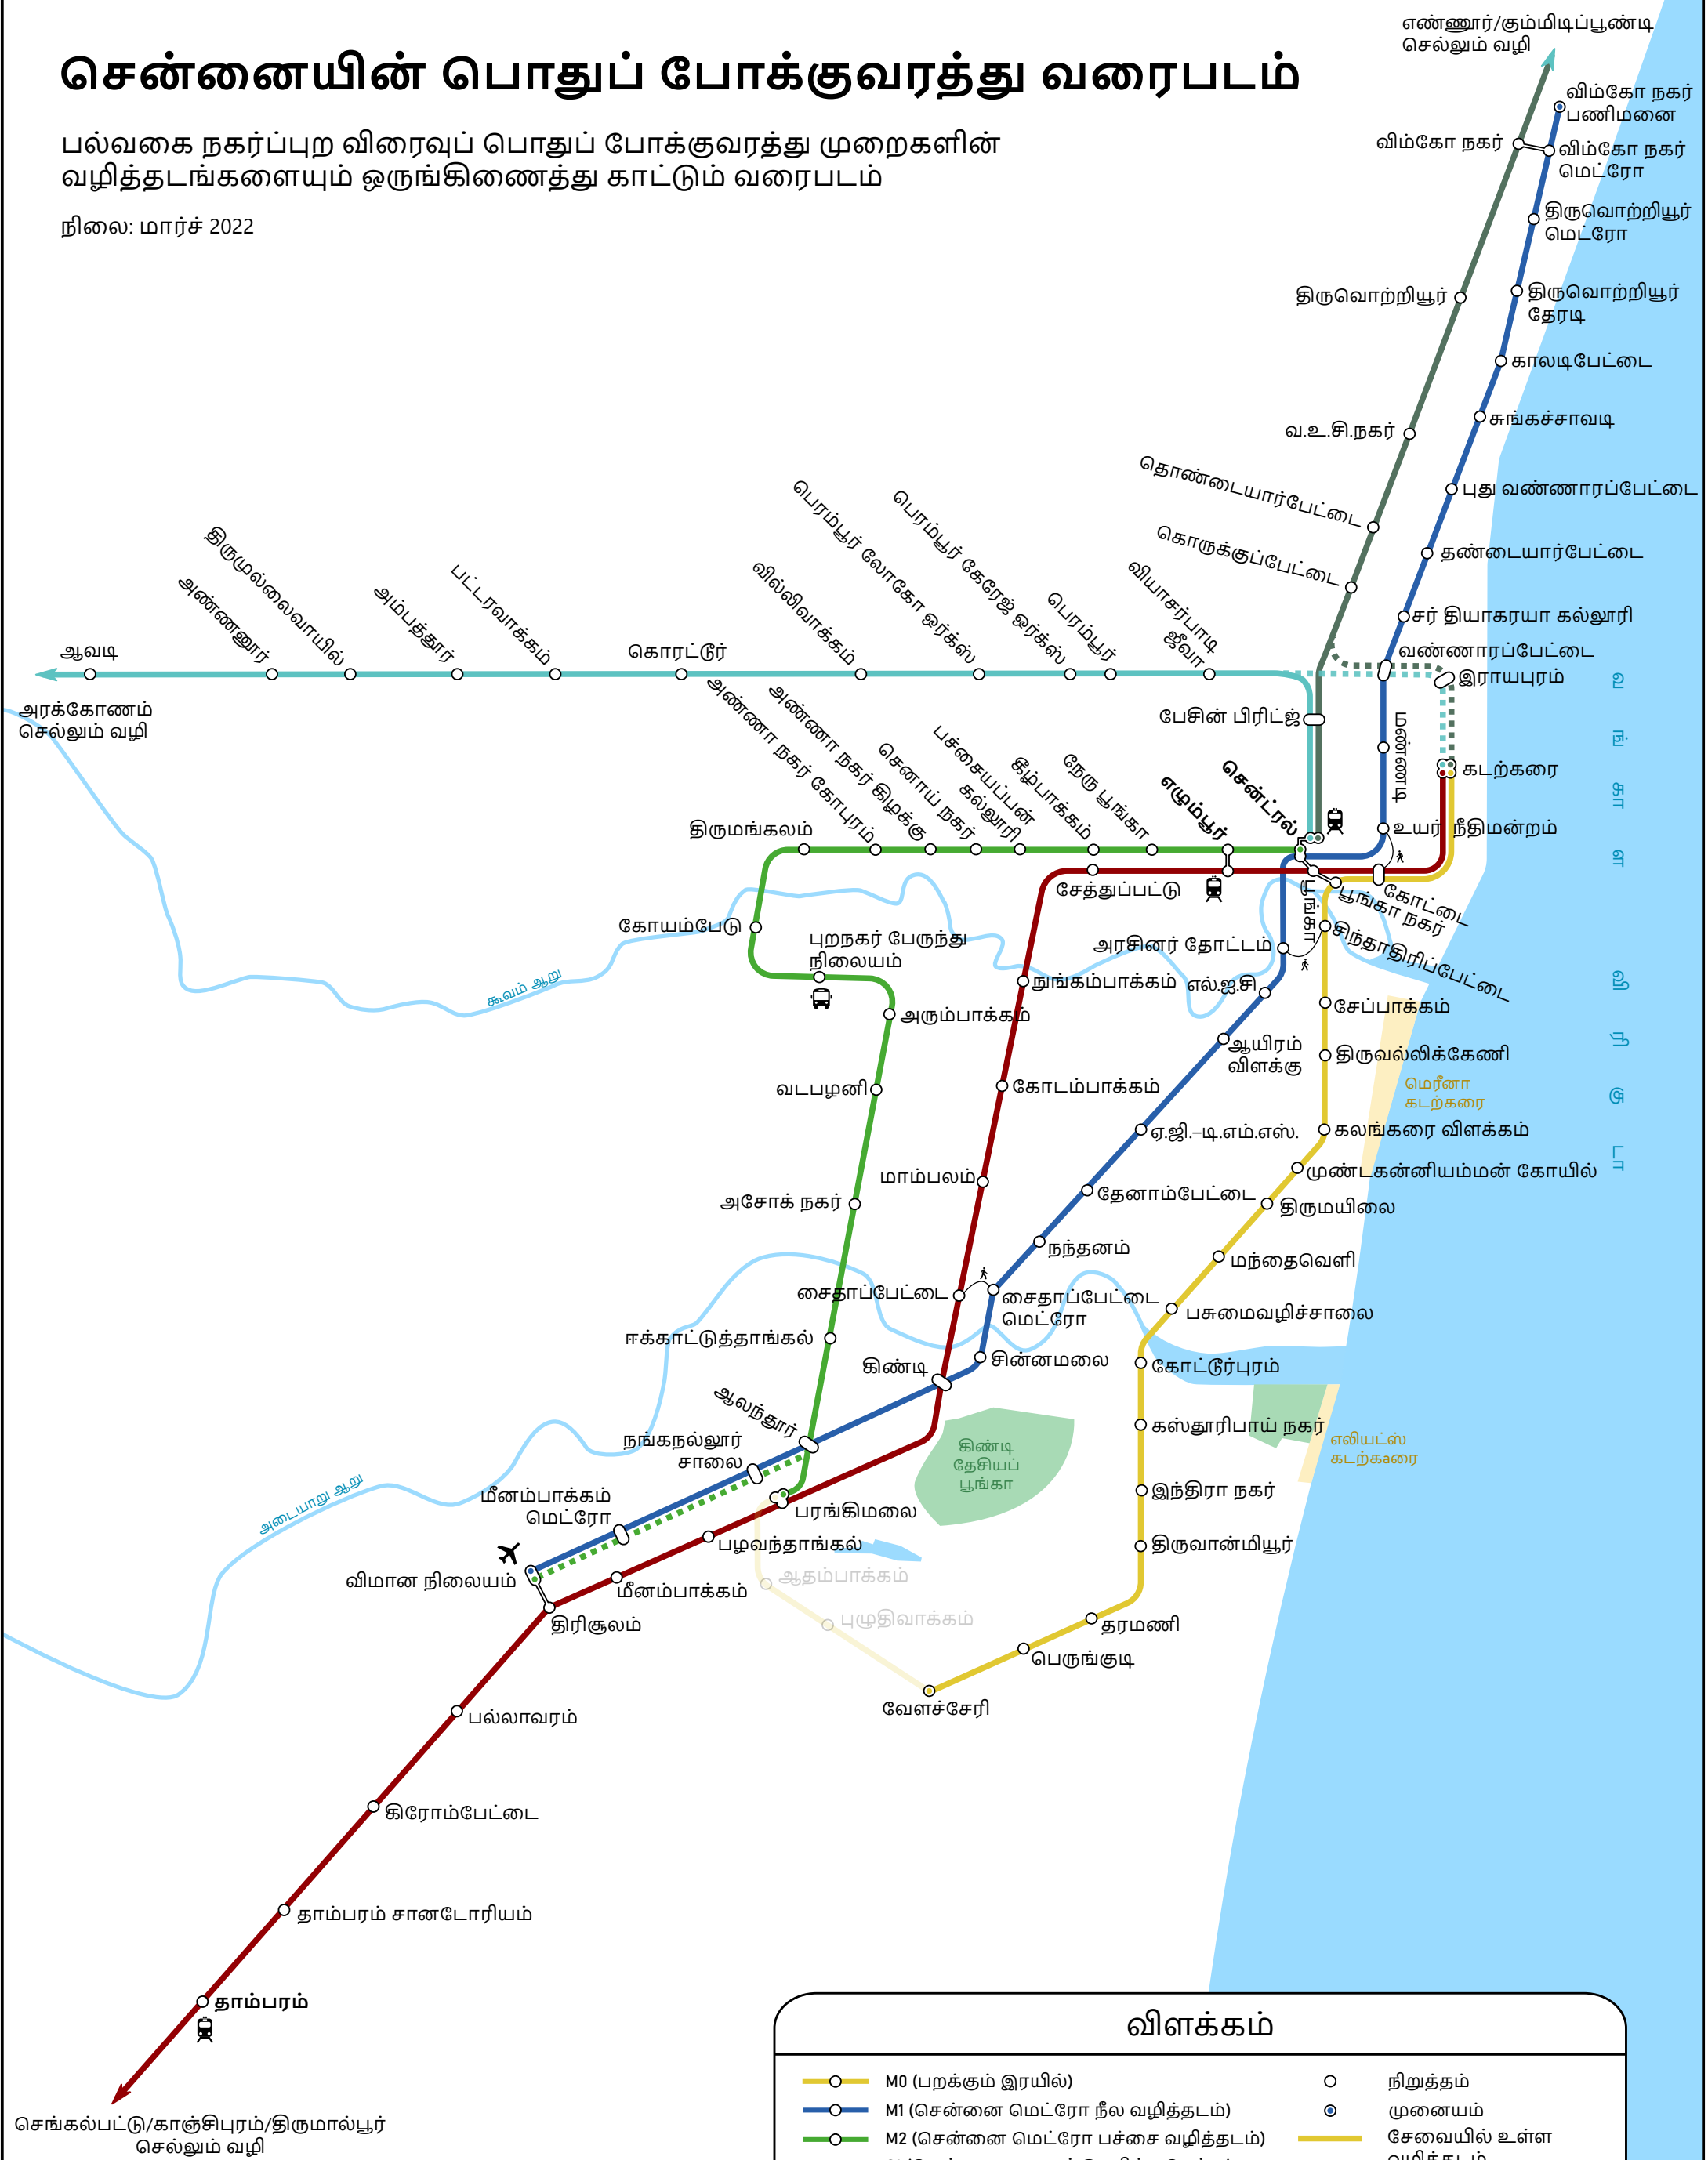 எண்ணூர்/கும்மிடிப்பூண்டி
செல்லும் வழி
சென்னையின் பொதுப் போக்குவரத்து வரைபடம்
பல்வகை நகர்ப்புற விரைவுப் பொதுப் போக்குவரத்து முறைகளின்
வழித்தடங்களையும் ஒருங்கிணைத்து காட்டும் வரைபடம்
நிலை: மார்ச் 2022
விம்கோ நகர்
பணிமனை
விம்கோ நகர்
விம்கோ நகர்
மெட்ரோ
திருவொற்றியூர்
மெட்ரோ
திருவொற்றியூர்
திருவொற்றியூர்
தேரடி
காலடிபேட்டை
சுங்கச்சாவடி
வ.உ.சி.நகர்
புது வண்ணாரப்பேட்டை
தொண்டையார்பேட்டை
கொருக்குப்பேட்டை
தண்டையார்பேட்டை
சர் தியாகரயா கல்லூரி
வண்ணாரப்பேட்டை
இராயபுரம்
ஆவடி
அண்ணனூர்
திருமுல்லைவாயில்
அம்பத்தூர்
பட்டரவாக்கம்
கொரட்டூர்
வில்லிவாக்கம்
பெரம்பூர் லோகோ ஒர்க்ஸ்
பெரம்பூர் கேரேஜ் ஒர்க்ஸ்
பெரம்பூர்
வியாசர்பாடி
ஜீவா
அரக்கோணம்
செல்லும் வழி
பேசின் பிரிட்ஜ்
மண்ணடி
கடற்கரை
திருமங்கலம்
அண்ணா நகர் கோபுரம்
அண்ணா நகர் கிழக்கு
செனாய் நகர்
பச்சையப்பன்
கல்லூரி
கீழ்பாக்கம்
நேரு பூங்கா
எழும்பூர்
சென்ட்ரல்
உயர் நீதிமன்றம்
சேத்துப்பட்டு
பூங்கா
பூங்கா நகர்
கோட்டை
சிந்தாதிரிப்பேட்டை
கோயம்பேடு
புறநகர் பேருந்து
நிலையம்
அரசினர் தோட்டம்
நுங்கம்பாக்கம்
எல்.ஐ.சி
கூவம் ஆறு
சேப்பாக்கம்
அரும்பாக்கம்
ஆயிரம்
விளக்கு
திருவல்லிக்கேணி
வடபழனி
கோடம்பாக்கம்
மெரீனா
கடற்கரை
ஏ.ஜி.–டி.எம்.எஸ்.
கலங்கரை விளக்கம்
வ
ங்
கா
ள
வி
ரி
கு
டா
மாம்பலம்
முண்டகன்னியம்மன் கோயில்
அசோக் நகர்
தேனாம்பேட்டை
திருமயிலை
நந்தனம்
மந்தைவெளி
சைதாப்பேட்டை
சைதாப்பேட்டை
மெட்ரோ
பசுமைவழிச்சாலை
ஈக்காட்டுத்தாங்கல்
கிண்டி
சின்னமலை
கோட்டூர்புரம்
ஆலந்தூர்
நங்கநல்லூர்
சாலை
கிண்டி
தேசியப்
பூங்கா
கஸ்தூரிபாய் நகர்
எலியட்ஸ்
கடற்கaரை
அடையாறு ஆறு
மீனம்பாக்கம்
மெட்ரோ
பரங்கிமலை
இந்திரா நகர்
பழவந்தாங்கல்
திருவான்மியூர்
விமான நிலையம்
மீனம்பாக்கம்
ஆதம்பாக்கம்
திரிசூலம்
புழுதிவாக்கம்
தரமணி
பெருங்குடி
வேளச்சேரி
பல்லாவரம்
கிரோம்பேட்டை
தாம்பரம் சானடோரியம்
தாம்பரம்
செங்கல்பட்டு/காஞ்சிபுரம்/திருமால்பூர்
செல்லும் வழி
விளக்கம்
M0 (பறக்கும் இரயில்)
நிறுத்தம்
M1 (சென்னை மெட்ரோ நீல வழித்தடம்)
முனையம்
M2 (சென்னை மெட்ரோ பச்சை வழித்தடம்)
சேவையில் உள்ள